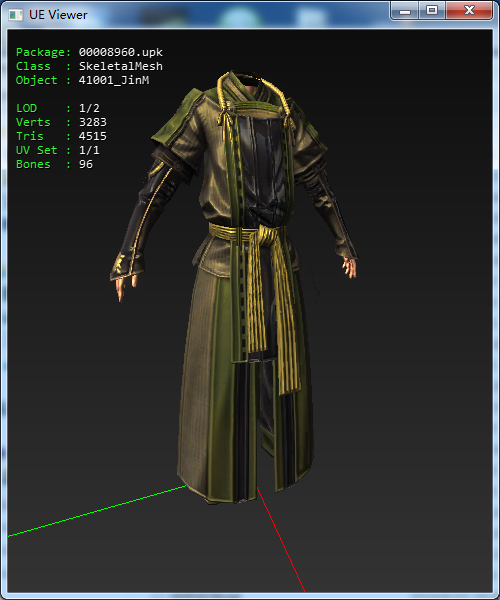 UE Viewer
Package: 00008960.upk
Class : SkeletalMesh
Object : 41001_JinM
LOD : 1/2
Verts : 3283
Tris : 4515
UV Set : 1/1
Bones : 96